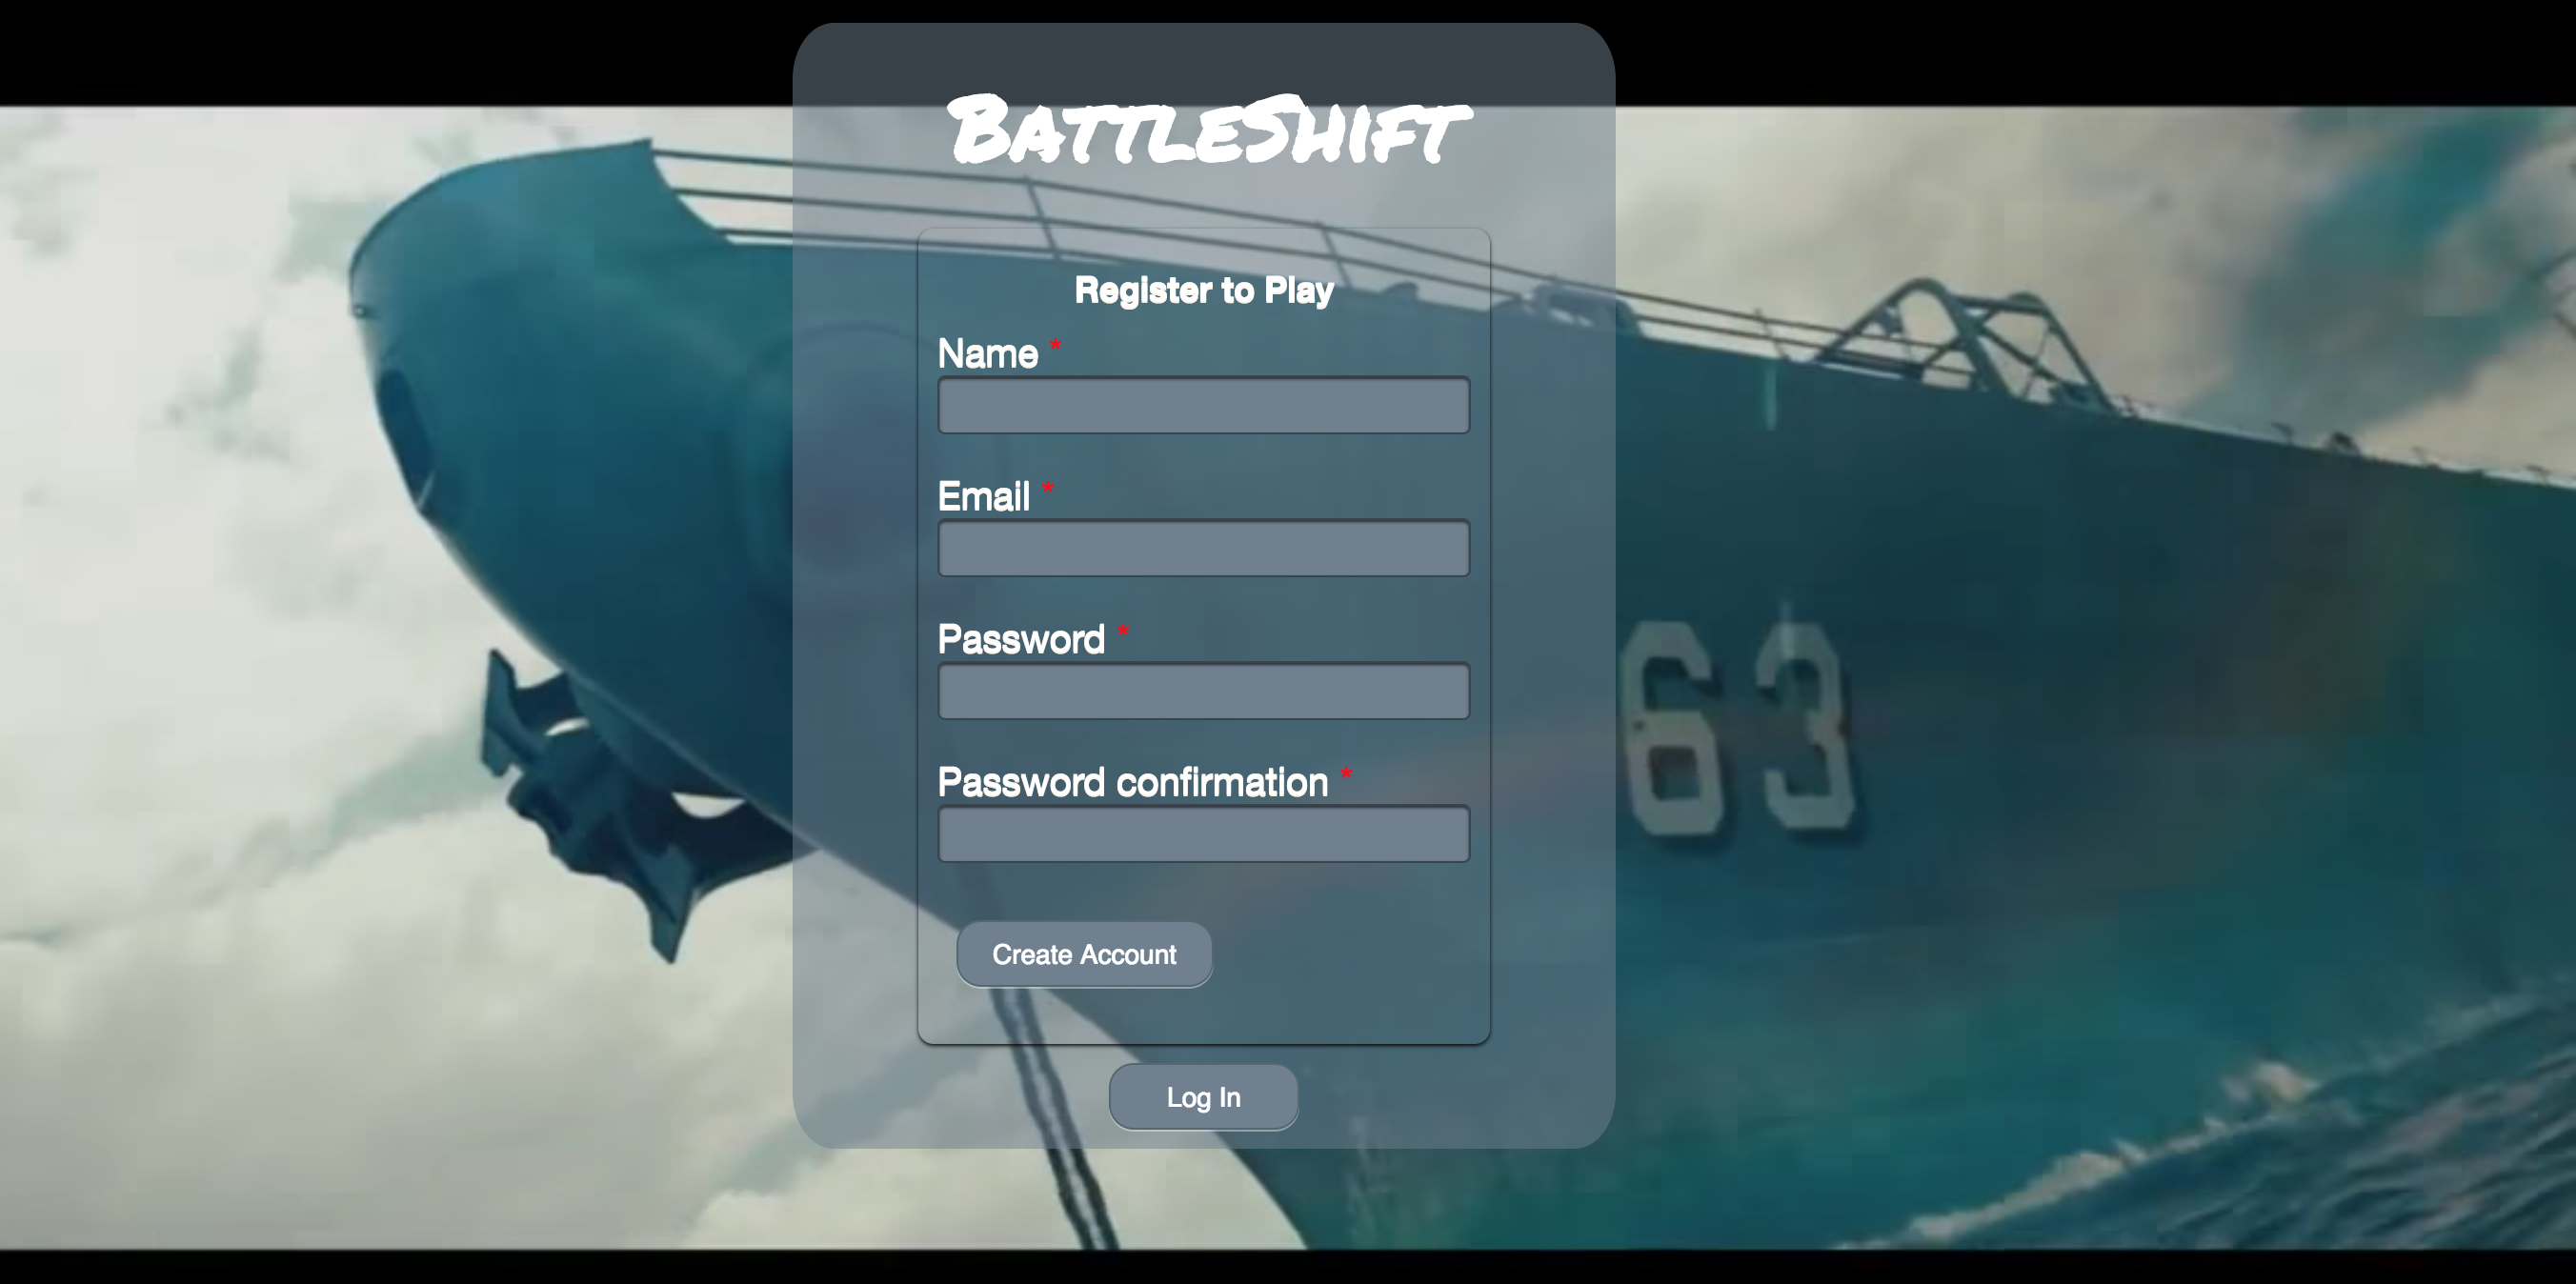 BattleShift
Register to Play
Name *
Email *
Password *
63
Password confirmation *
Create Account
Log In